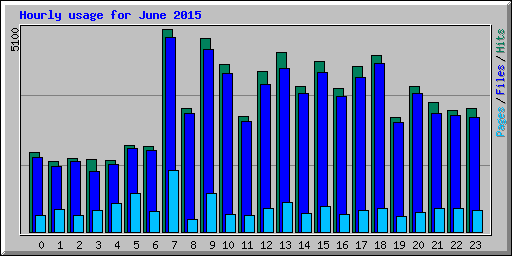 Hourly usage for June 2015
5100
Pages/Files/Hits
0 1 2 3 4 5 6 7 8 9 10 11 12 13 14 15 16 17 18 19 20 21 22 23